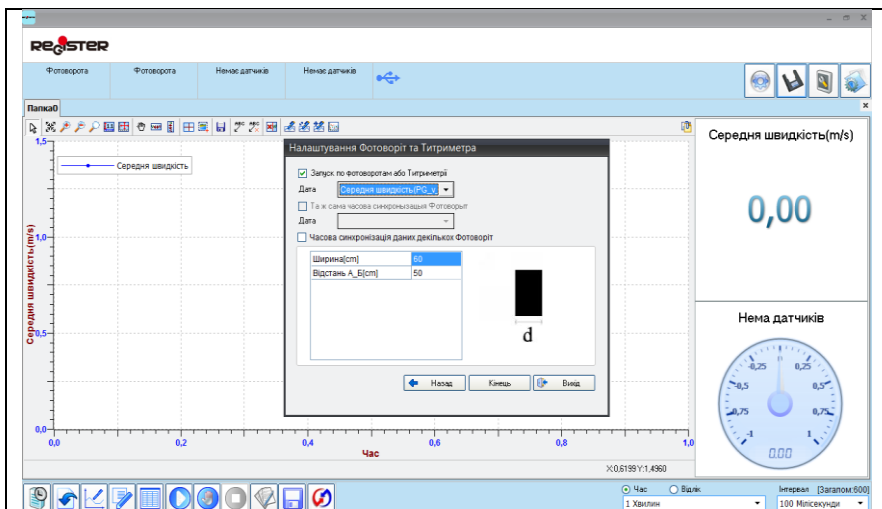 REGISTER
Фотоворота Фотоворота Немає датчиків Немає датчиків
Папка0
Середня швидкість(m/s)
0,00
Нема датчиків
0
-0,25 0,25
-0,5 0,5
-0,75 0,75
-1 1
0.00
Середня швидкість
Середня швидкість(m/s)
1,5
1,0
0,5
0,0
0,0 0,2 0,4 0,6 0,8 1,0
Час
Налаштування Фотоворіт та Титриметра
Запуск по фотоворотам або Титриметрії
Дата Середня швидкість(PG_v
Та ж сама часова синхронызацыя Фотоворыт
Дата
Часова синхронізація даних декількох Фотоворіт
Ширина[cm] 60
Відстань А_Б[cm] 50
d
Назад Кінець Вихід
X:0,6199 Y:1,4960
Час Відлік Інтервал [Загалом:600]
1 Хвилин 100 Мілісекунди